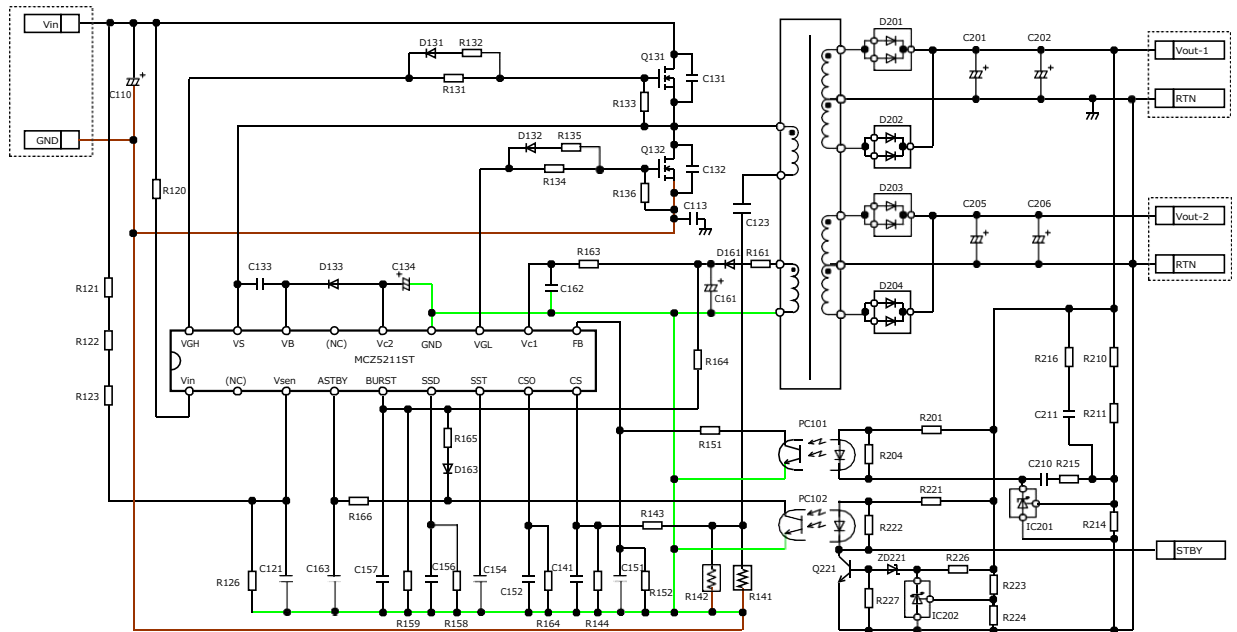 Vin
D131 R132
Q131
R131
C131
C110
R133
GND
D132 R135
Q132
R134
C132
R136
R120
C113
C123
D201
C201
C202
Vout-1
RTN
D202
D203
C205
C206
Vout-2
RTN
D204
R163
D161 R161
C133
D133
C134
C162
C161
R121
R122
R123
VGH
VS
VB
(NC)
Vc2
GND
VGL
Vc1
FB
MCZ5211ST
Vin
(NC)
Vsen
ASTBY
BURST
SSD
SST
CSO
CS
R164
R216
R210
C211
R211
R165
D163
R151
PC101
R201
R204
C210 R215
R166
R143
PC102
R221
R222
IC201
R214
STBY
Q221
ZD221
R226
R227
IC202
R223
R224
R126
C121
C163
C157
R159
C156
R158
C154
C152
R164
C141
R144
C151
R152
R142
R141